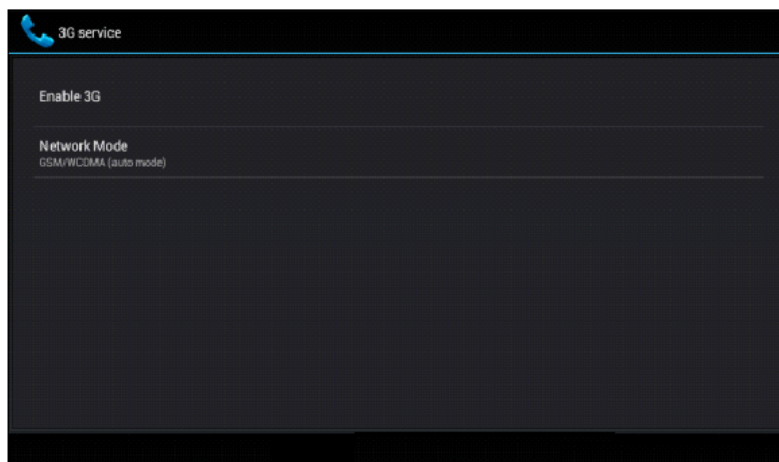 3G service
Enable 3G
Network Mode
GSM/WCDMA (auto mode)